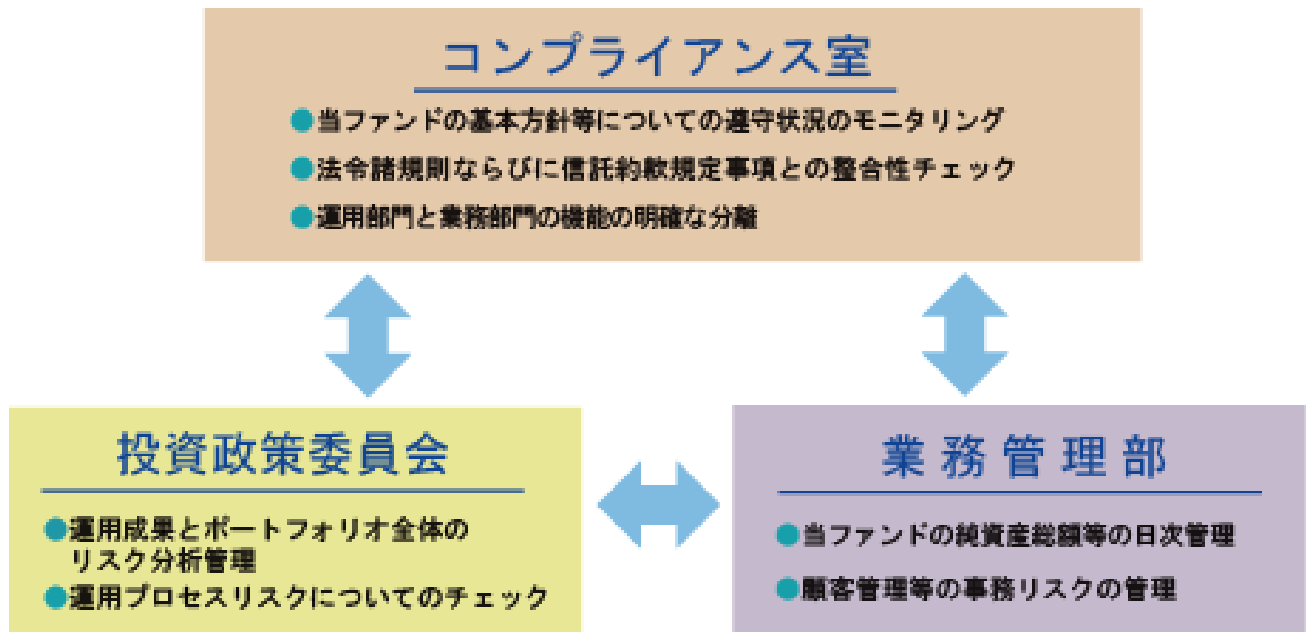 コンプライアンス室
●当ファンドの基本方針等についての遵守状況のモニタリング
●法令諸規則ならびに信託約款規定事項との整合性チェック
●運用部門と業務部門の機能の明確な分離
投資政策委員会
●運用成果とポートフォリオ全体の
リスク分析管理
●運用プロセスリスクについてのチェック
業務管理部
●当ファンドの純資産総額等の日次管理
●顧客管理等の事務リスクの管理